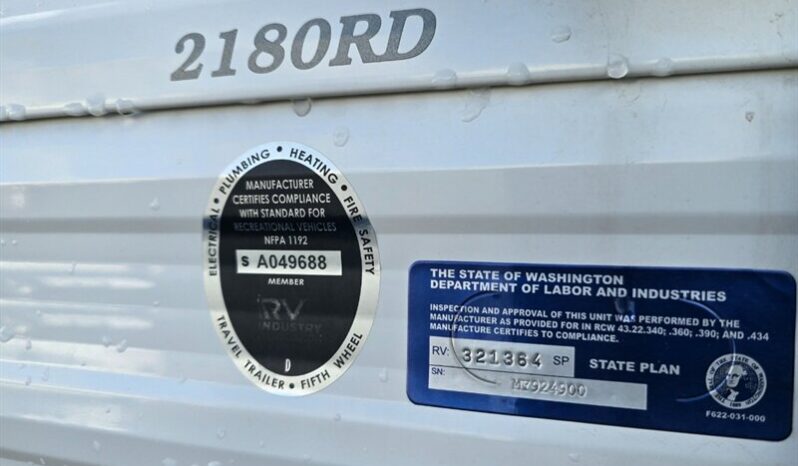 2180RD
ELECTRICAL • PLUMBING • HEATING • FIRE SAFETY
MANUFACTURER
CERTIFIES COMPLIANCE
WITH STANDARD FOR
RECREATIONAL VEHICLES
NFPA 1192
S A049688
MEMBER
RV
INDUSTRY
D
TRAVEL TRAILER • FIFTH WHEEL
THE STATE OF WASHINGTON
DEPARTMENT OF LABOR AND INDUSTRIES
INSPECTION AND APPROVAL OF THIS UNIT WAS PERFORMED BY THE
MANUFACTURER AS PROVIDED FOR IN RCW 43.22.340; .360; .390; AND .434
MANUFACTURE CERTIFIES TO COMPLIANCE.
RV: 321364 SP STATE PLAN
SN: MZ924900
F622-031-000